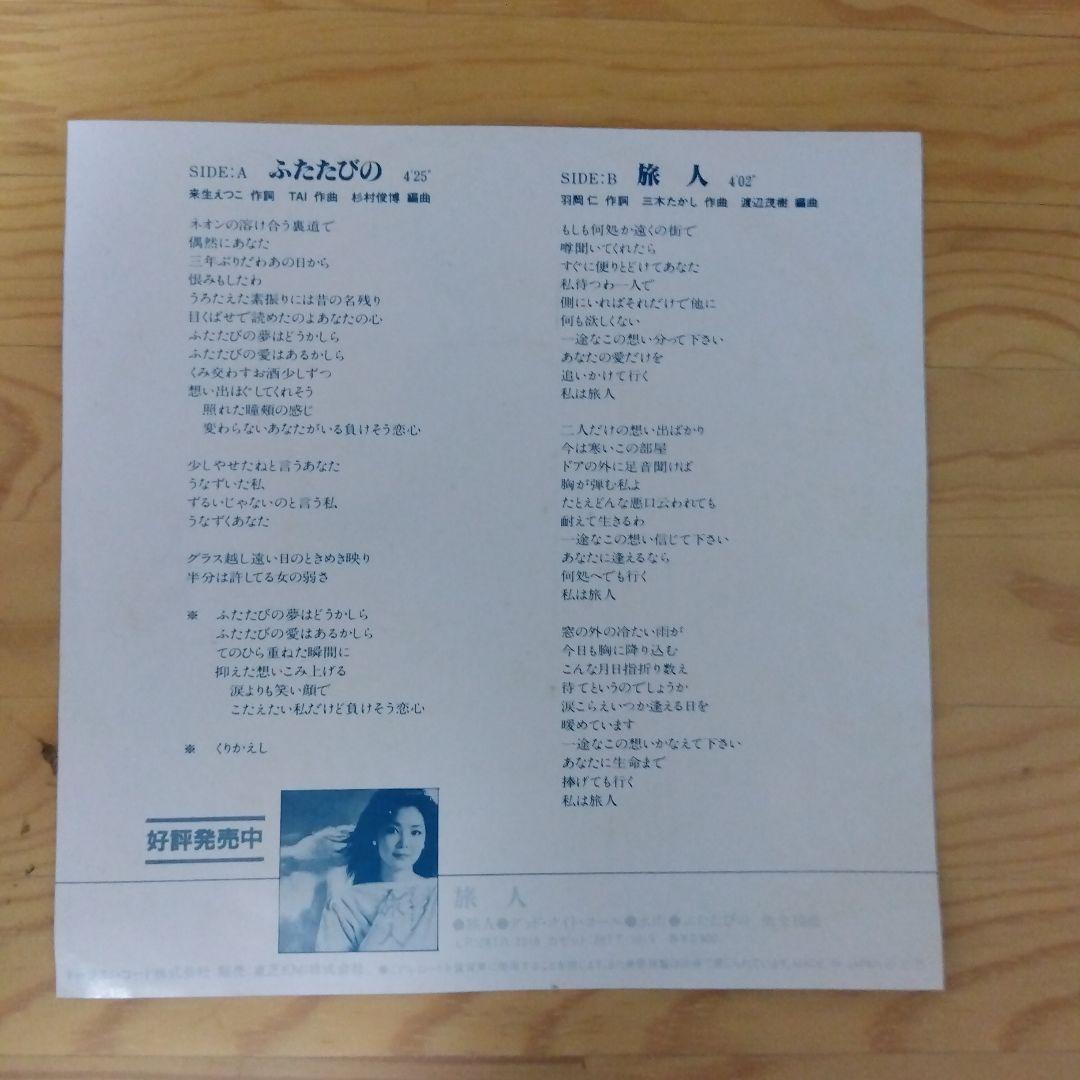 SIDE:A ふたたびの 4'25"
来生えつこ 作詞 TAI 作曲 杉村俊博 編曲
ネオンの溶け合う裏道で
偶然にあなた
三年ぶりだわあの日から
恨みもしたわ
うろたえた素振りには昔の名残り
目くばせで読めたのよあなたの心
ふたたびの夢はどうかしら
ふたたびの愛はあるかしら
くみ交わすお酒少しずつ
想い出ほぐしてくれそう
照れた瞳頬の感じ
変わらないあなたがいる負けそう恋心
少しやせたねと言うあなた
うなずいた私
ずるいじゃないのと言う私
うなずくあなた
グラス越し遠い日のときめき映り
半分は許してる女の弱さ
※ ふたたびの夢はどうかしら
ふたたびの愛はあるかしら
てのひら重ねた瞬間に
抑えた想いこみ上げる
涙よりも笑い顔で
こたえたい私だけど負けそう恋心
※ くりかえし
SIDE:B 旅人 4'02"
羽岡仁 作詞 三木たかし 作曲 渡辺茂樹 編曲
もしも何処か遠くの街で
噂聞いてくれたら
すぐに便りとどけてあなた
私待つわ一人で
側にいればそれだけで他に
何も欲しくない
一途なこの想い分って下さい
あなたの愛だけを
追いかけて行く
私は旅人
二人だけの想い出ばかり
今は寒いこの部屋
ドアの外に足音聞けば
胸が弾む私よ
たとえどんな悪口云われても
耐えて生きるわ
一途なこの想い信じて下さい
あなたに逢えるなら
何処へでも行く
私は旅人
窓の外の冷たい雨が
今日も胸に降り込む
こんな月日指折り数え
待てというのでしょうか
涙こらえいつか逢える日を
暖めています
一途なこの想いかなえて下さい
あなたに生命まで
捧げても行く
私は旅人
好評発売中
旅人
旅人
●旅人●グッド・ナイト・コール